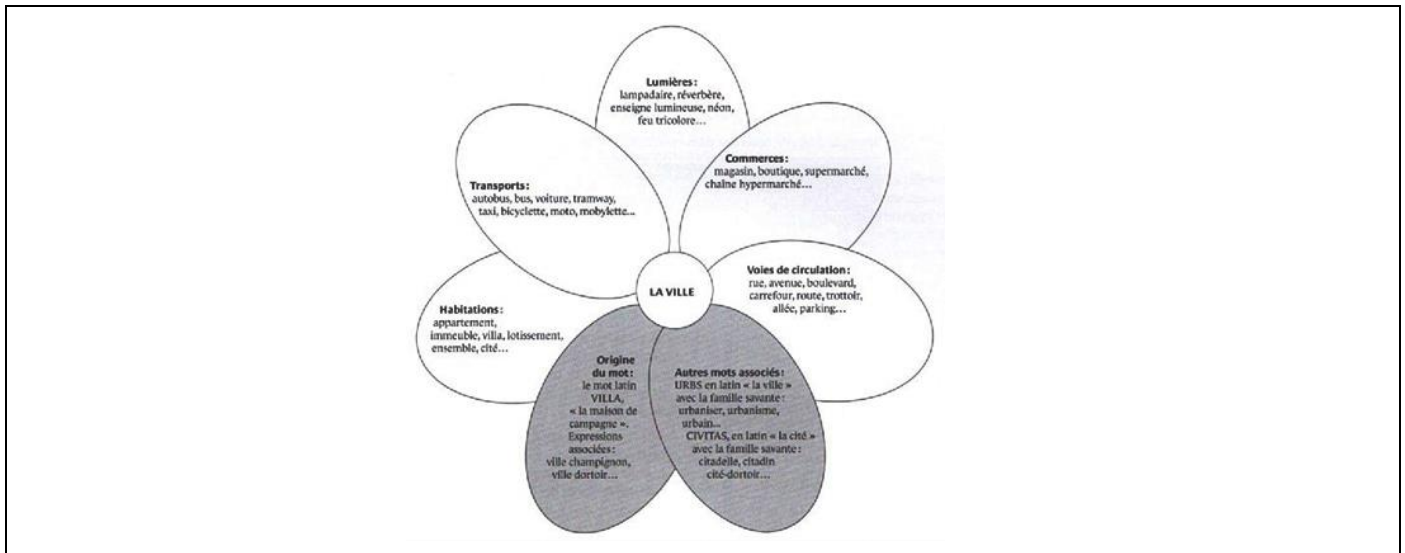 Lumières :
lampadaire, réverbère,
enseigne lumineuse, néon,
feu tricolore...
Commerces :
magasin, boutique, supermarché,
chaîne hypermarché...
Transports :
autobus, bus, voiture, tramway,
taxi, bicyclette, moto, mobylette...
Voies de circulation :
rue, avenue, boulevard,
carrefour, route, trottoir,
allée, parking...
LA VILLE
Habitations :
appartement,
immeuble, villa, lotissement,
ensemble, cité...
Origine
du mot :
le mot latin
VILLA,
« la maison de
campagne ».
Expressions
associées :
ville champignon,
ville dortoir...
Autres mots associés :
URBS en latin « la ville »
avec la famille savante :
urbaniser, urbanisme,
urbain...
CIVITAS, en latin « la cité »
avec la famille savante :
citadelle, citadin
cité-dortoir...